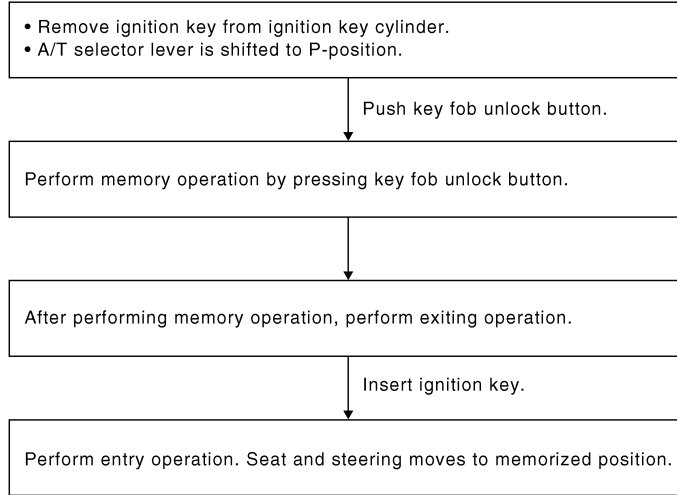 • Remove ignition key from ignition key cylinder.
• A/T selector lever is shifted to P-position.
Push key fob unlock button.
Perform memory operation by pressing key fob unlock button.
After performing memory operation, perform exiting operation.
Insert ignition key.
Perform entry operation. Seat and steering moves to memorized position.